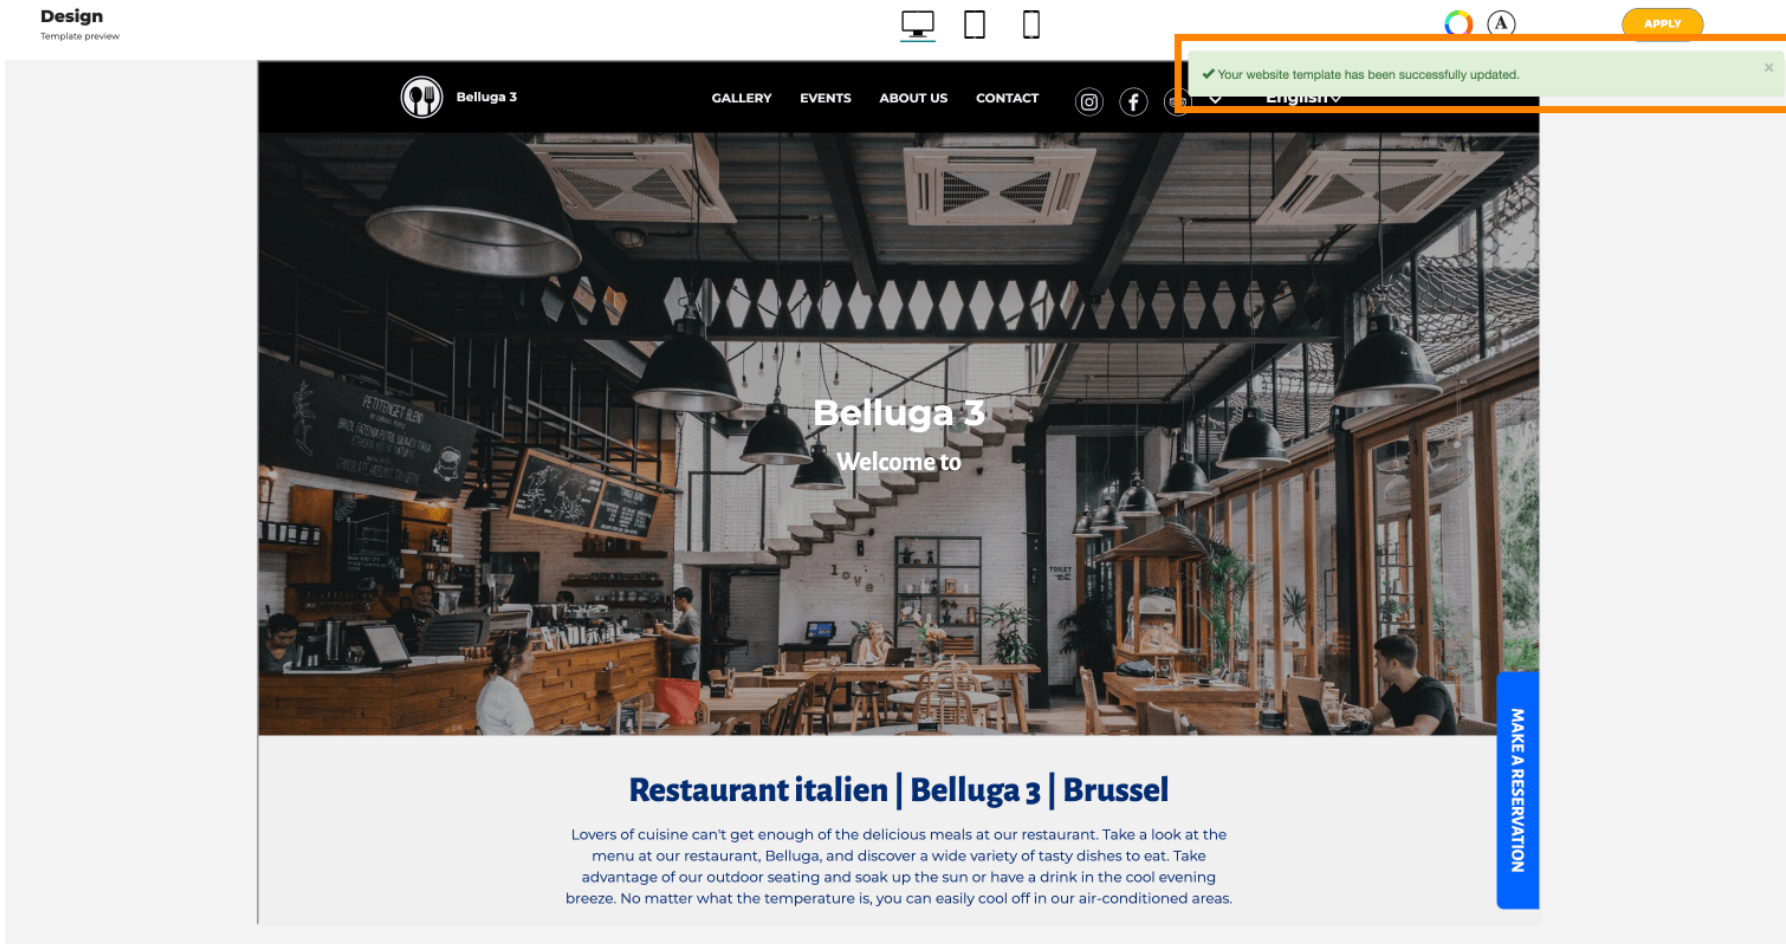 Design
Template preview
A
APPLY
✔ Your website template has been successfully updated.
×
Belluga 3
GALLERY EVENTS ABOUT US CONTACT
English
PETITENGET BLEND
love
TOILET
Belluga 3
Welcome to
MAKE A RESERVATION
Restaurant italien | Belluga 3 | Brussel
Lovers of cuisine can't get enough of the delicious meals at our restaurant. Take a look at the
menu at our restaurant, Belluga, and discover a wide variety of tasty dishes to eat. Take
advantage of our outdoor seating and soak up the sun or have a drink in the cool evening
breeze. No matter what the temperature is, you can easily cool off in our air-conditioned areas.